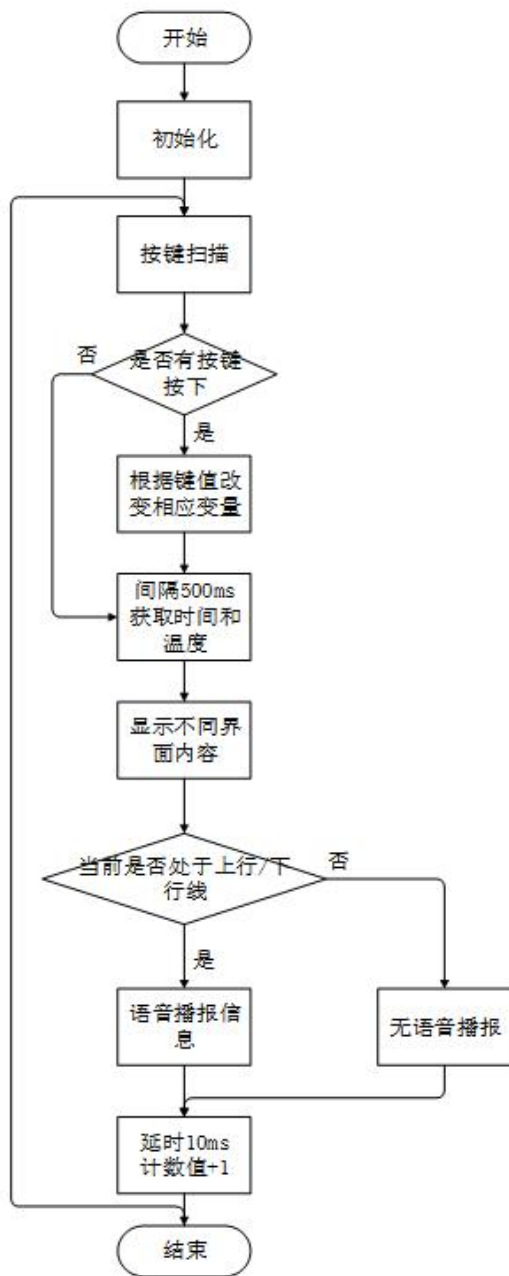 开始
初始化
按键扫描
否
是否有按键
按下
是
根据键值改
变相应变量
间隔500ms
获取时间和
温度
显示不同界
面内容
当前是否处于上行/下
行线
否
是
语音播报信
息
无语音播报
延时10ms
计数值+1
结束